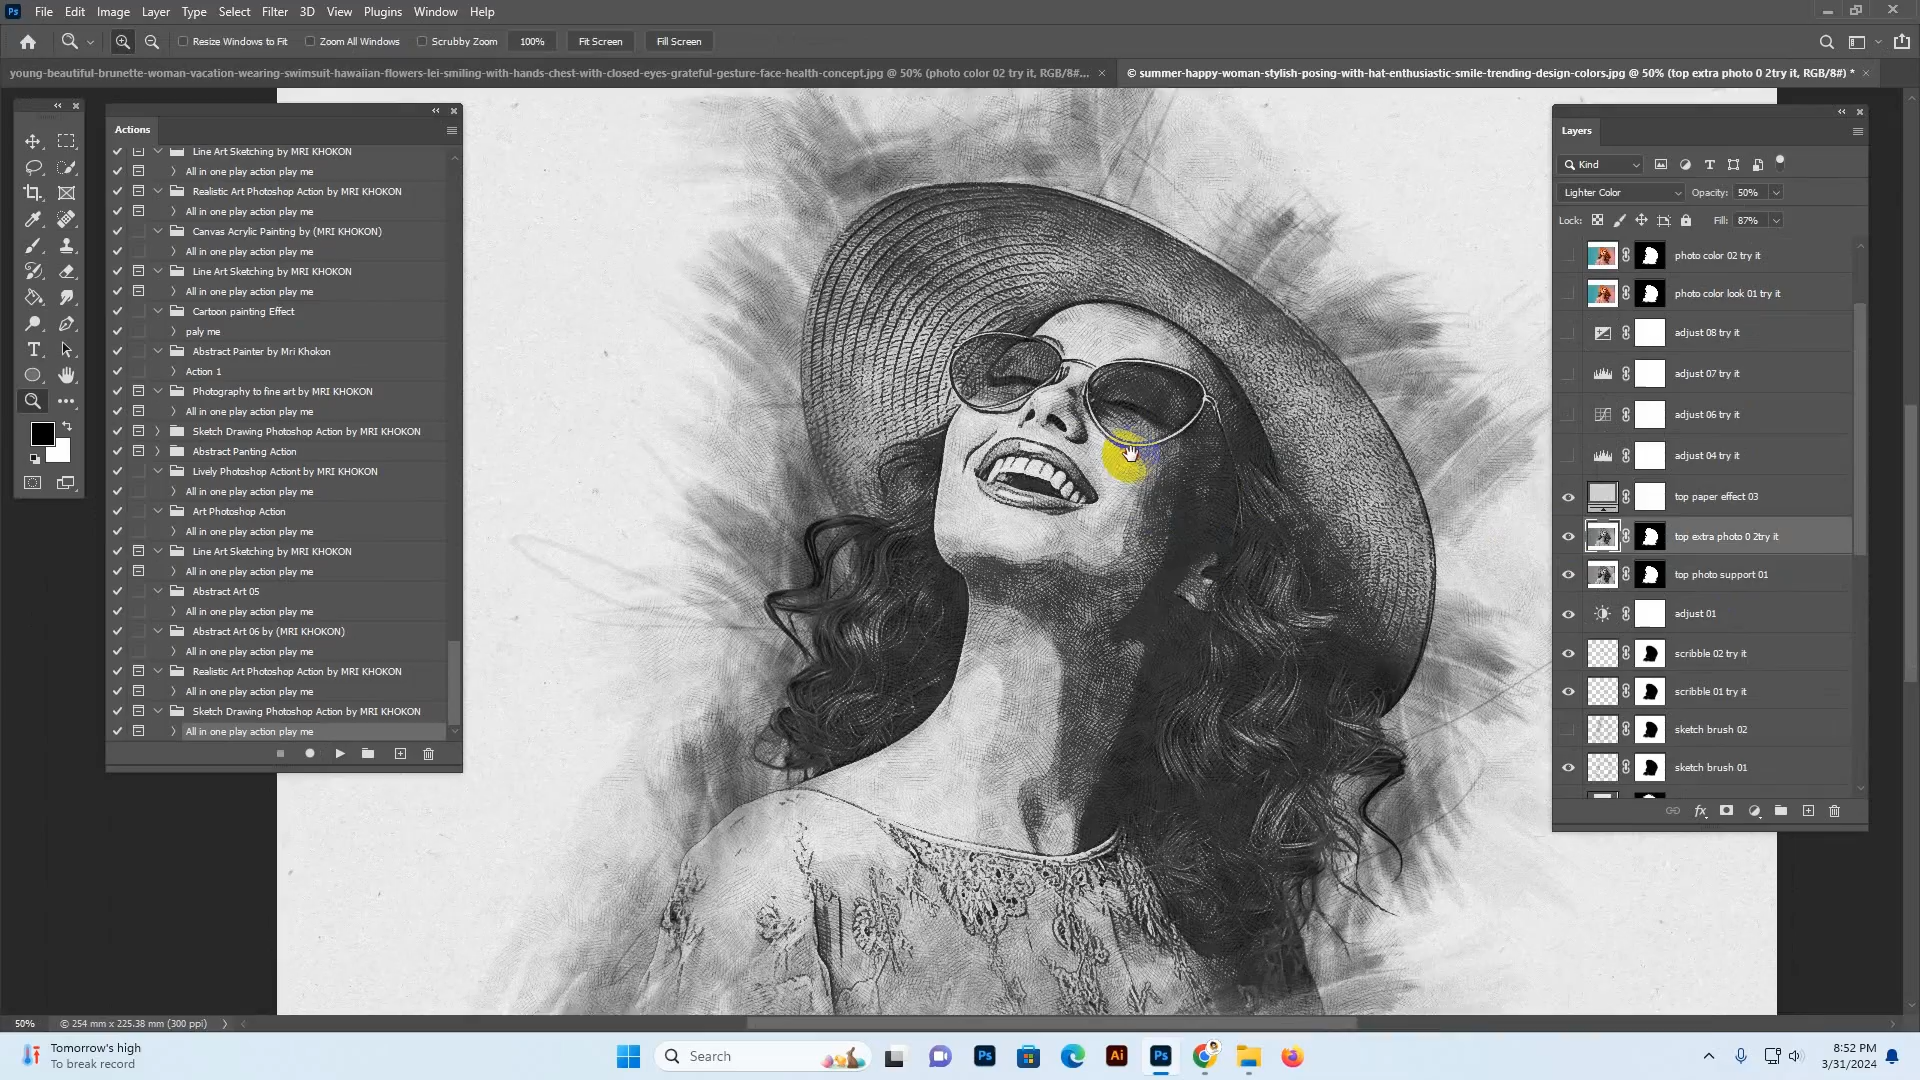 Ps File Edit Image Layer Type Select Filter 3D View Plugins Window Help
Resize Windows to Fit Zoom All Windows Scrubby Zoom 100% Fit Screen Fill Screen
young-beautiful-brunette-woman-vacation-wearing-swimsuit-hawaiian-flowers-lei-smiling-with-hands-chest-with-closed-eyes-grateful-gesture-face-health-concept.jpg @ 50% (photo color 02 try it, RGB/8#... × © summer-happy-woman-stylish-posing-with-hat-enthusiastic-smile-trending-design-colors.jpg @ 50% (top extra photo 0 2try it, RGB/8#) * ×
Actions
Line Art Sketching by MRI KHOKON
All in one play action play me
Realistic Art Photoshop Action by MRI KHOKON
All in one play action play me
Canvas Acrylic Painting by (MRI KHOKON)
All in one play action play me
Line Art Sketching by MRI KHOKON
All in one play action play me
Cartoon painting Effect
paly me
Abstract Painter by Mri Khokon
Action 1
Photography to fine art by MRI KHOKON
All in one play action play me
Sketch Drawing Photoshop Action by MRI KHOKON
Abstract Panting Action
Lively Photoshop Actiont by MRI KHOKON
All in one play action play me
Art Photoshop Action
All in one play action play me
Line Art Sketching by MRI KHOKON
All in one play action play me
Abstract Art 05
All in one play action play me
Abstract Art 06 by (MRI KHOKON)
All in one play action play me
Realistic Art Photoshop Action by MRI KHOKON
All in one play action play me
Sketch Drawing Photoshop Action by MRI KHOKON
All in one play action play me
Layers
Kind
Lighter Color Opacity: 50%
Lock: Fill: 87%
photo color 02 try it
photo color look 01 try it
adjust 08 try it
adjust 07 try it
adjust 06 try it
adjust 04 try it
top paper effect 03
top extra photo 0 2try it
top photo support 01
adjust 01
scribble 02 try it
scribble 01 try it
sketch brush 02
sketch brush 01
fx
50% © 254 mm x 225.38 mm (300 ppi)
Tomorrow's high
To break record
Search
Ps
Ai
Ps
8:52 PM
3/31/2024